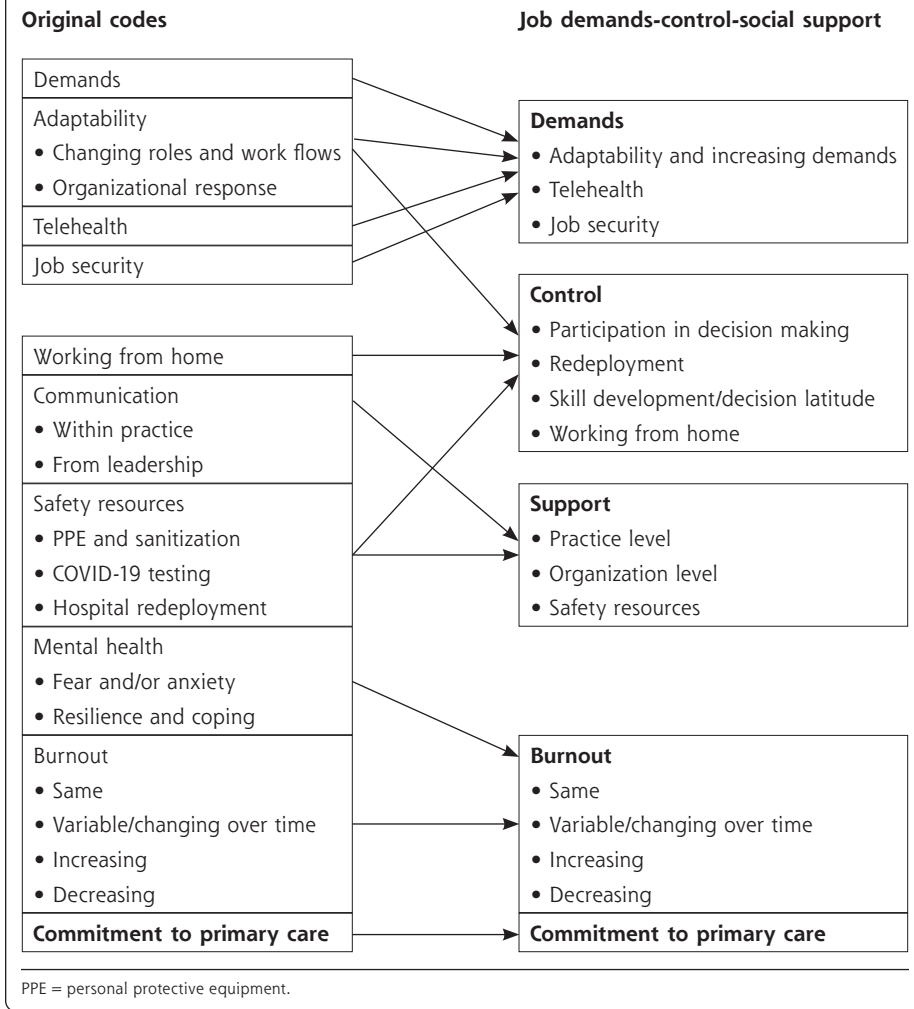 Original codes
Demands
Adaptability
• Changing roles and work flows
• Organizational response
Telehealth
Job security
Working from home
Communication
• Within practice
• From leadership
Safety resources
• PPE and sanitization
• COVID-19 testing
• Hospital redeployment
Mental health
• Fear and/or anxiety
• Resilience and coping
Burnout
• Same
• Variable/changing over time
• Increasing
• Decreasing
Commitment to primary care
Job demands-control-social support
Demands
• Adaptability and increasing demands
• Telehealth
• Job security
Control
• Participation in decision making
• Redeployment
• Skill development/decision latitude
• Working from home
Support
• Practice level
• Organization level
• Safety resources
Burnout
• Same
• Variable/changing over time
• Increasing
• Decreasing
Commitment to primary care
PPE = personal protective equipment.